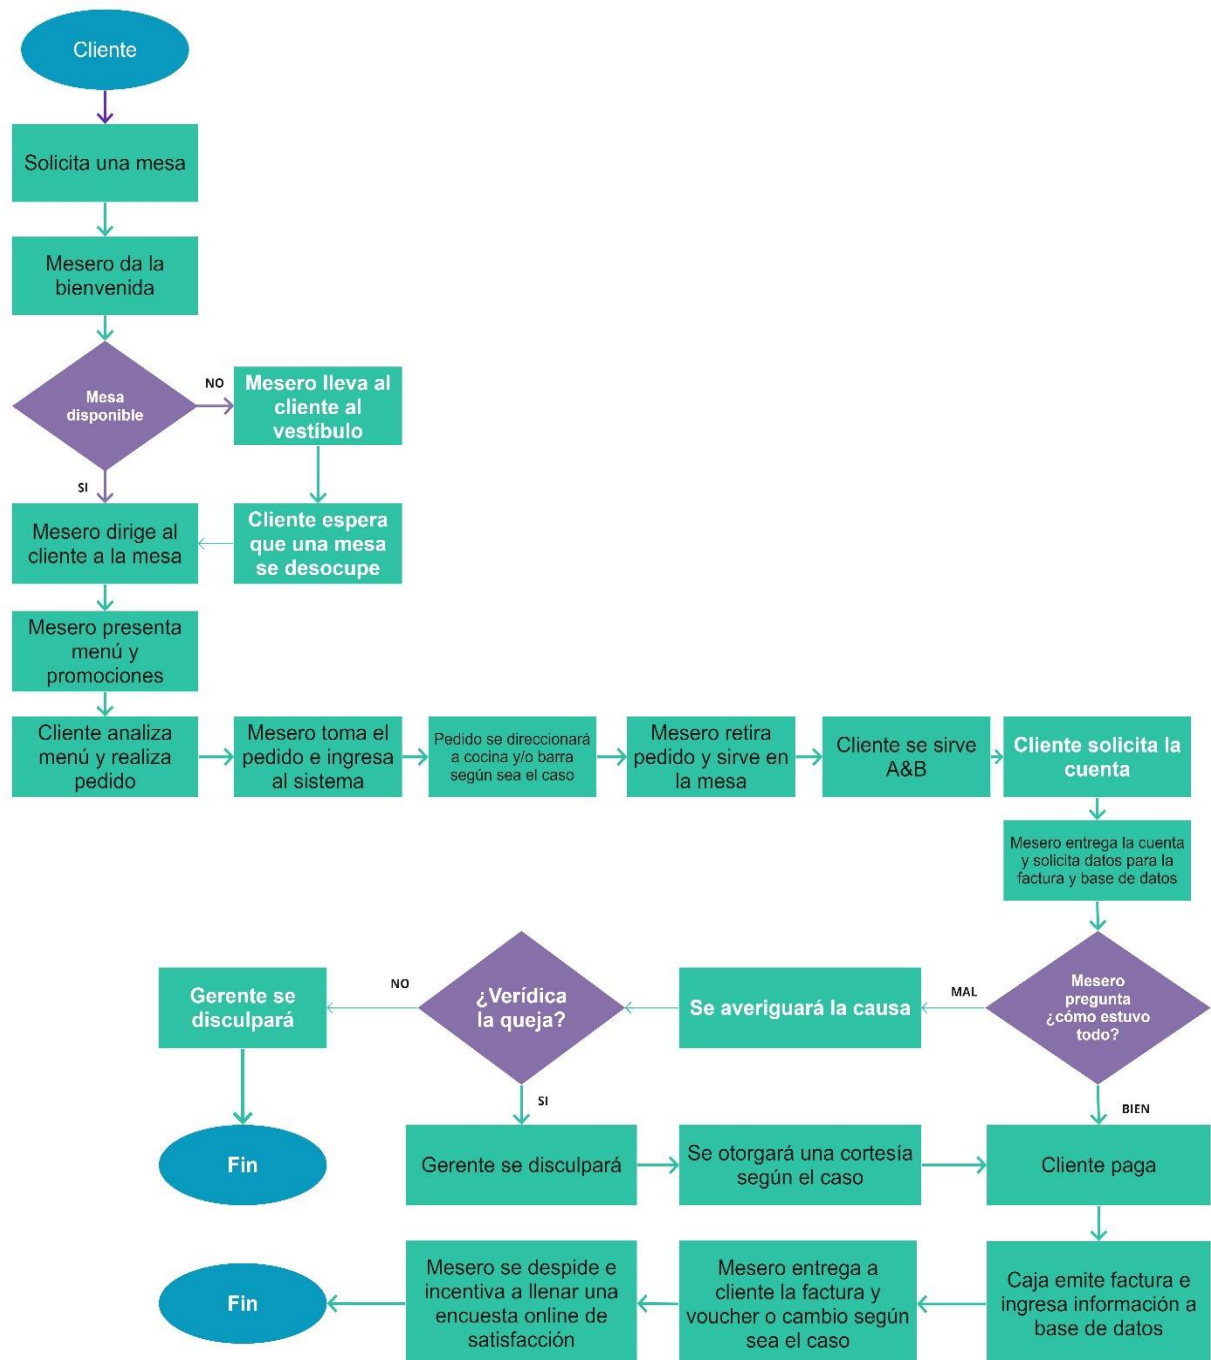 Cliente
Solicita una mesa
Mesero da la
bienvenida
Mesa
disponible
NO
Mesero lleva al
cliente al
vestíbulo
SI
Mesero dirige al
cliente a la mesa
Cliente espera
que una mesa
se desocupe
Mesero presenta
menú y
promociones
Cliente analiza
menú y realiza
pedido
Mesero toma el
pedido e ingresa
al sistema
Pedido se direccionará
a cocina y/o barra
según sea el caso
Mesero retira
pedido y sirve en
la mesa
Cliente se sirve
A&B
Cliente solicita la
cuenta
Mesero entrega la cuenta
y solicita datos para la
factura y base de datos
Mesero
pregunta
¿cómo estuvo
todo?
MAL
Se averiguará la causa
¿Verídica
la queja?
NO
Gerente se
disculpará
Fin
SI
Gerente se disculpará
Se otorgará una cortesía
según el caso
BIEN
Cliente paga
Caja emite factura e
ingresa información a
base de datos
Mesero entrega a
cliente la factura y
voucher o cambio según
sea el caso
Mesero se despide e
incentiva a llenar una
encuesta online de
satisfacción
Fin